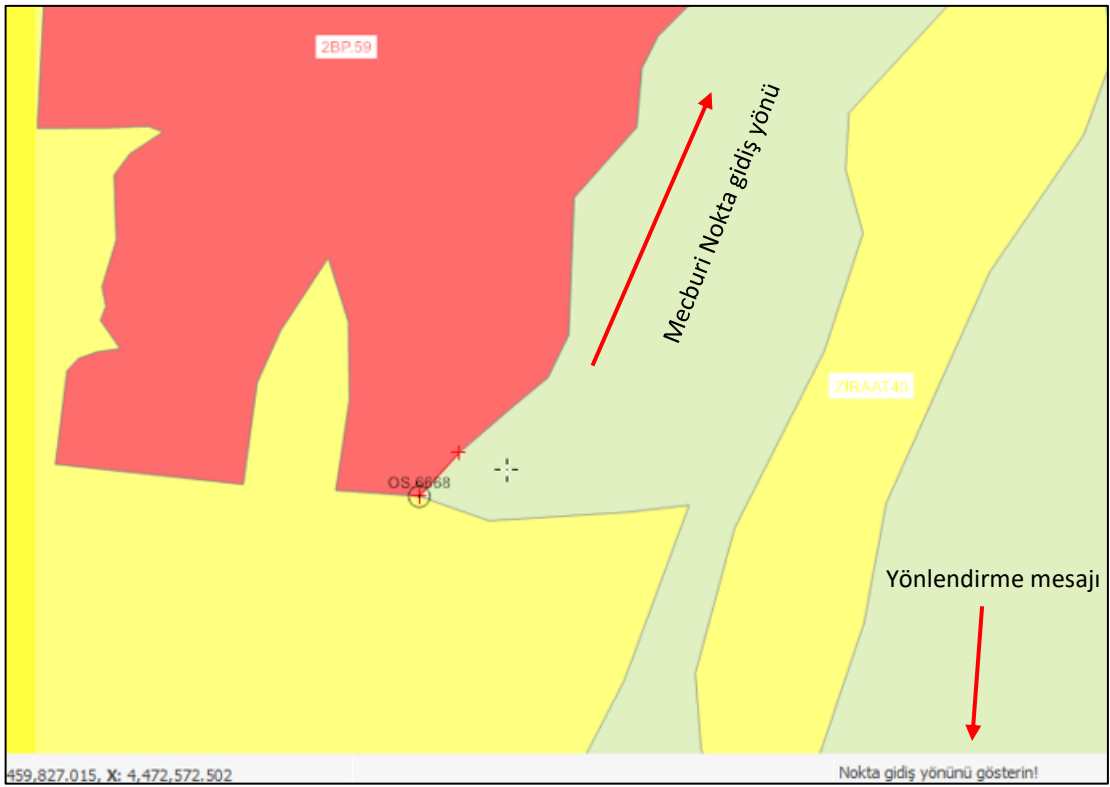 2BP.59
Mecburi Nokta gidiş yönü
ZİRAAT40
OS.6668
Yönlendirme mesajı
459,827.015, X: 4,472,572.502
Nokta gidiş yönünü gösterin!